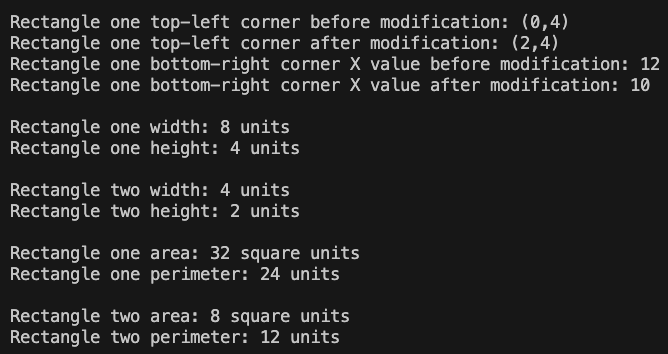 Rectangle one top-left corner before modification: (0,4)
Rectangle one top-left corner after modification: (2,4)
Rectangle one bottom-right corner X value before modification: 12
Rectangle one bottom-right corner X value after modification: 10
Rectangle one width: 8 units
Rectangle one height: 4 units
Rectangle two width: 4 units
Rectangle two height: 2 units
Rectangle one area: 32 square units
Rectangle one perimeter: 24 units
Rectangle two area: 8 square units
Rectangle two perimeter: 12 units